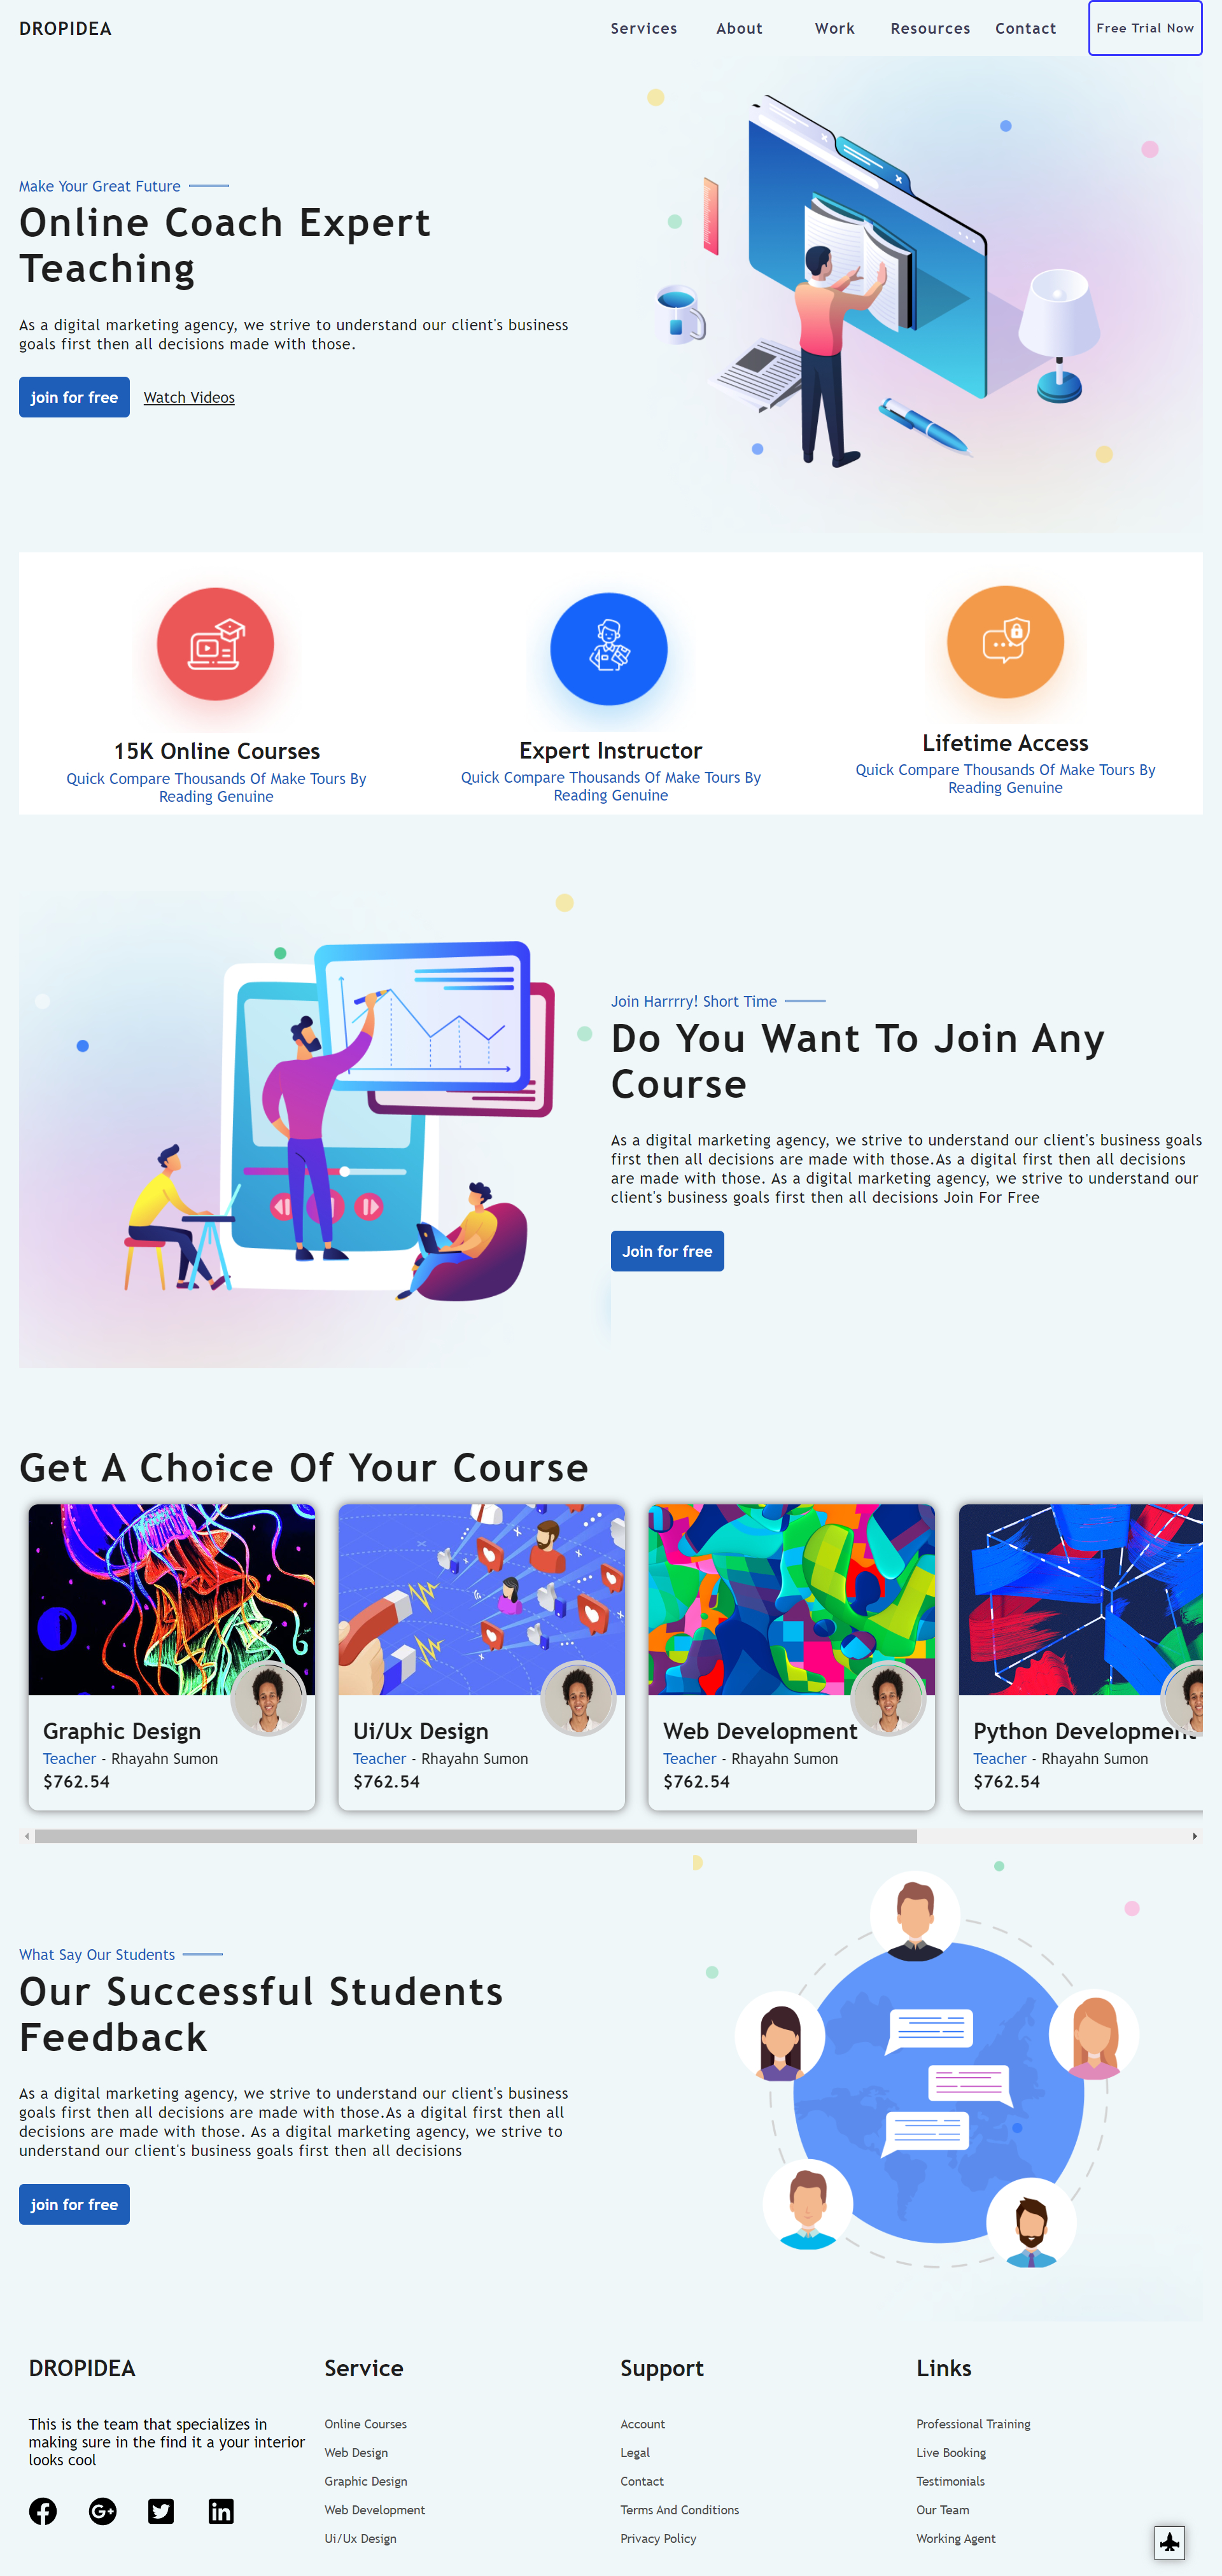 DROPIDEA
Services About Work Resources Contact Free Trial Now
Make Your Great Future
Online Coach Expert
Teaching
As a digital marketing agency, we strive to understand our client's business
goals first then all decisions made with those.
join for free Watch Videos
15K Online Courses
Quick Compare Thousands Of Make Tours By
Reading Genuine
Expert Instructor
Quick Compare Thousands Of Make Tours By
Reading Genuine
Lifetime Access
Quick Compare Thousands Of Make Tours By
Reading Genuine
Join Harrrry! Short Time
Do You Want To Join Any
Course
As a digital marketing agency, we strive to understand our client's business goals
first then all decisions are made with those.As a digital first then all decisions
are made with those. As a digital marketing agency, we strive to understand our
client's business goals first then all decisions Join For Free
Join for free
Get A Choice Of Your Course
Graphic Design
Teacher - Rhayahn Sumon
$762.54
Ui/Ux Design
Teacher - Rhayahn Sumon
$762.54
Web Development
Teacher - Rhayahn Sumon
$762.54
Python Development
Teacher - Rhayahn Sumon
$762.54
What Say Our Students
Our Successful Students
Feedback
As a digital marketing agency, we strive to understand our client's business
goals first then all decisions are made with those.As a digital first then all
decisions are made with those. As a digital marketing agency, we strive to
understand our client's business goals first then all decisions
join for free
DROPIDEA
This is the team that specializes in
making sure in the find it a your interior
looks cool
Service
Online Courses
Web Design
Graphic Design
Web Development
Ui/Ux Design
Support
Account
Legal
Contact
Terms And Conditions
Privacy Policy
Links
Professional Training
Live Booking
Testimonials
Our Team
Working Agent